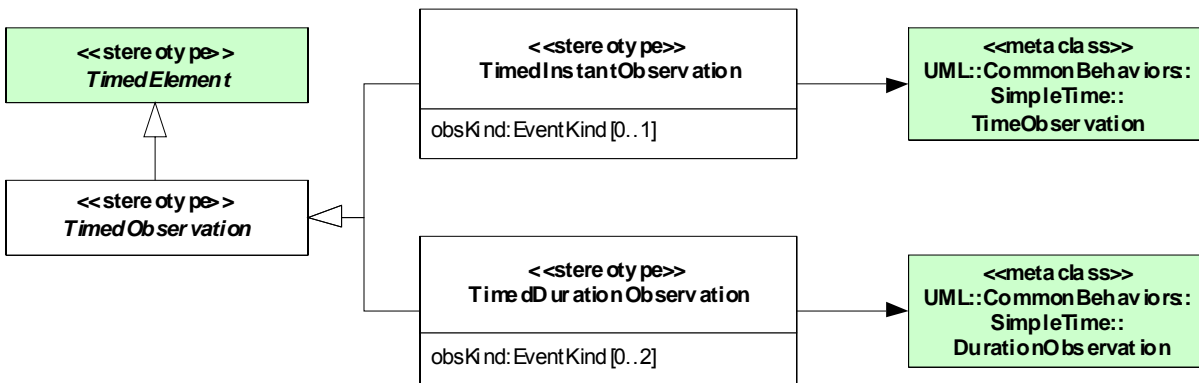 <<stereotype>>
TimedElement
<<stereotype>>
TimedObservation
<<stereotype>>
TimedInstantObservation
obsKind:EventKind [0..1]
<<metaclass>>
UML::CommonBehaviors::
SimpleTime::
TimeObservation
<<stereotype>>
TimedDurationObservation
obsKind:EventKind [0..2]
<<metaclass>>
UML::CommonBehaviors::
SimpleTime::
DurationObservation